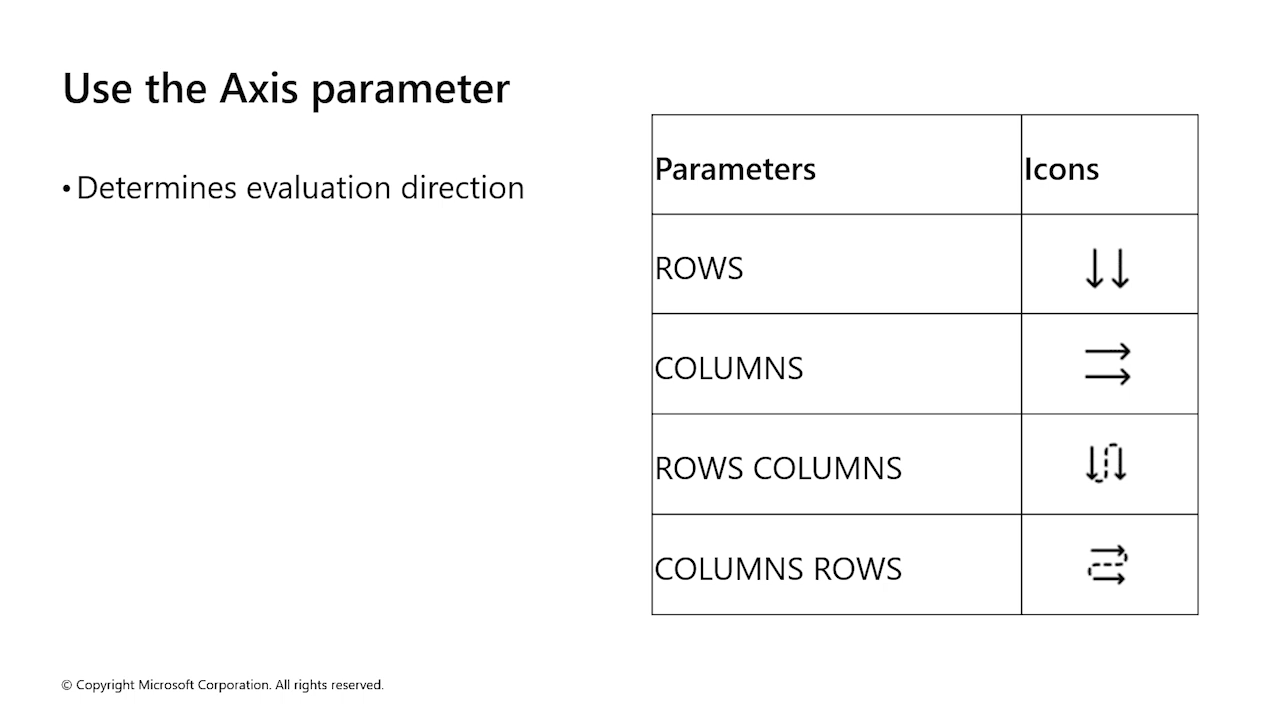 Use the Axis parameter
• Determines evaluation direction
Parameters Icons
ROWS
COLUMNS
ROWS COLUMNS
COLUMNS ROWS
© Copyright Microsoft Corporation. All rights reserved.